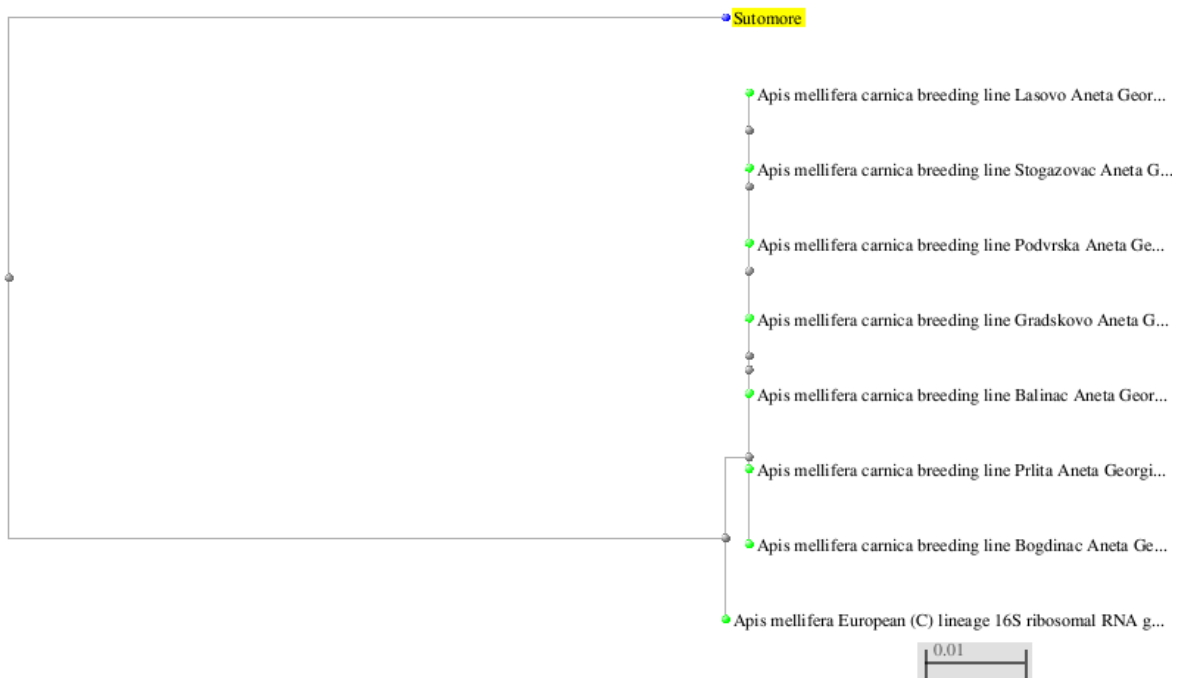 Sutomore
Apis mellifera carnica breeding line Lasovo Aneta Geor...
Apis mellifera carnica breeding line Stogazovac Aneta G...
Apis mellifera carnica breeding line Podvrska Aneta Ge...
Apis mellifera carnica breeding line Gradskovo Aneta G...
Apis mellifera carnica breeding line Balinac Aneta Geor...
Apis mellifera carnica breeding line Prlita Aneta Georgi...
Apis mellifera carnica breeding line Bogdinac Aneta Ge...
Apis mellifera European (C) lineage 16S ribosomal RNA g...
0.01